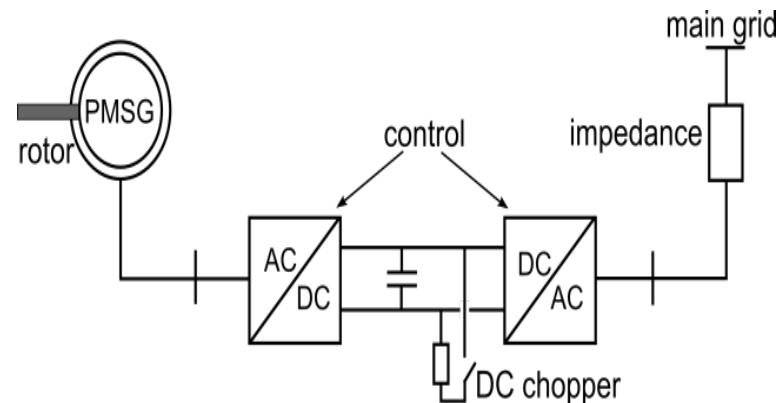 main grid
PMSG
rotor
control
impedance
AC
DC
DC
AC
DC chopper